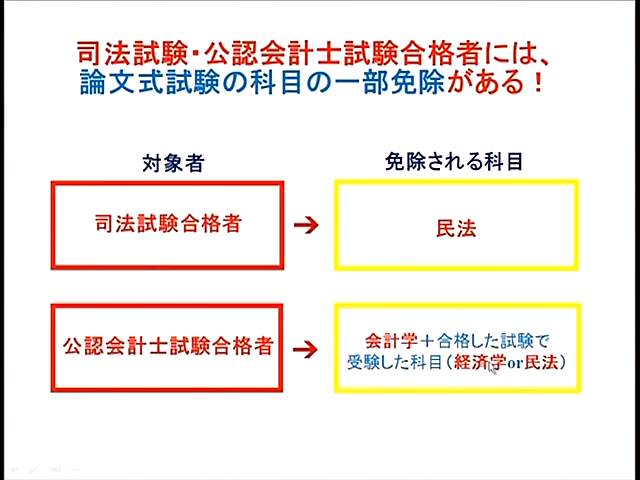 司法試験・公認会計士試験合格者には、
論文式試験の科目の一部免除がある！
対象者
免除される科目
司法試験合格者
→
民法
公認会計士試験合格者
→
会計学＋合格した試験で
受験した科目（経済学or民法）